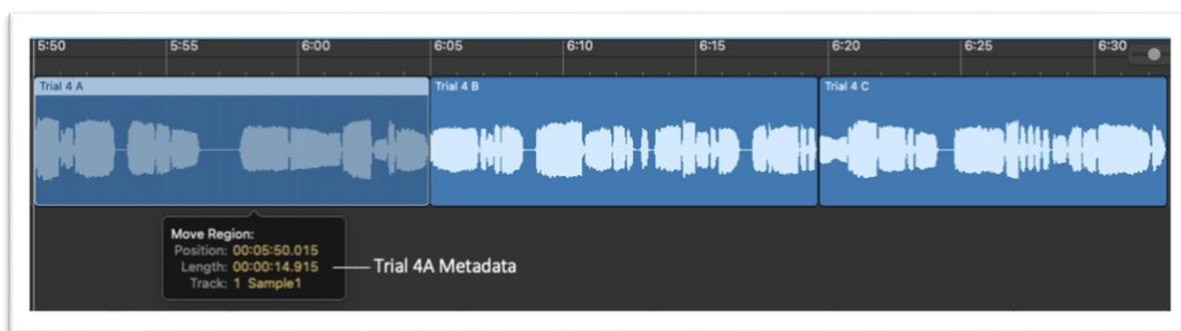 5:50 5:55 6:00 6:05 6:10 6:15 6:20 6:25 6:30
Trial 4 A Trial 4 B Trial 4 C
Move Region:
Position: 00:05:50.015
Length: 00:00:14.915 Trial 4A Metadata
Track: 1 Sample1